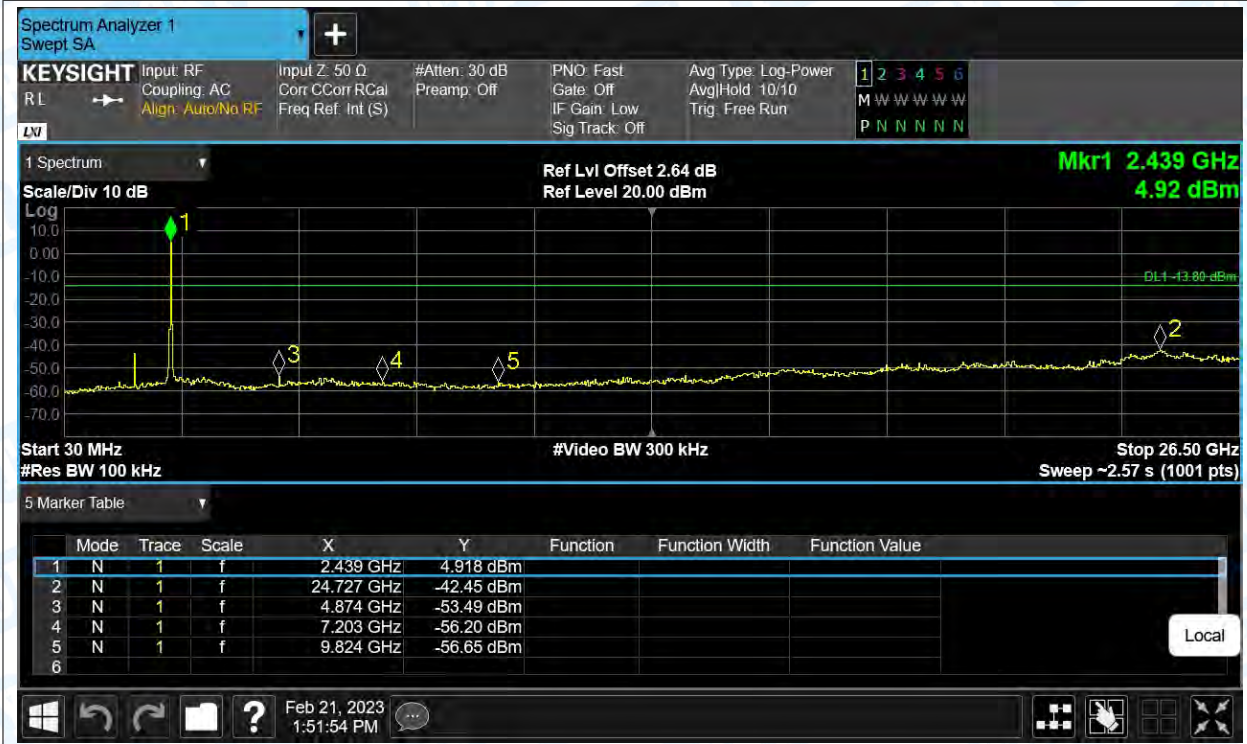 Spectrum Analyzer 1
Swept SA
+
KEYSIGHT Input: RF Input Z: 50 Ω #Atten: 30 dB PNO: Fast Avg Type: Log-Power 1 2 3 4 5 6
RL Coupling: AC Corr CCorr RCal Preamp: Off Gate: Off Avg|Hold: 10/10 M W W W W W
Align: Auto/No RF Freq Ref: Int (S) IF Gain: Low Trig: Free Run
LXI Sig Track: Off P N N N N N
1 Spectrum Ref Lvl Offset 2.64 dB Mkr1 2.439 GHz
Scale/Div 10 dB Ref Level 20.00 dBm 4.92 dBm
Log
1
10.0
0.00
-10.0 DL1 -13.80 dBm
-20.0
-30.0
2
-40.0
3 4 5
-50.0
-60.0
-70.0
Start 30 MHz #Video BW 300 kHz Stop 26.50 GHz
#Res BW 100 kHz Sweep ~2.57 s (1001 pts)
5 Marker Table
Mode Trace Scale X Y Function Function Width Function Value
1 N 1 f 2.439 GHz 4.918 dBm
2 N 1 f 24.727 GHz -42.45 dBm
3 N 1 f 4.874 GHz -53.49 dBm
4 N 1 f 7.203 GHz -56.20 dBm
5 N 1 f 9.824 GHz -56.65 dBm
6
Local
? Feb 21, 2023
1:51:54 PM